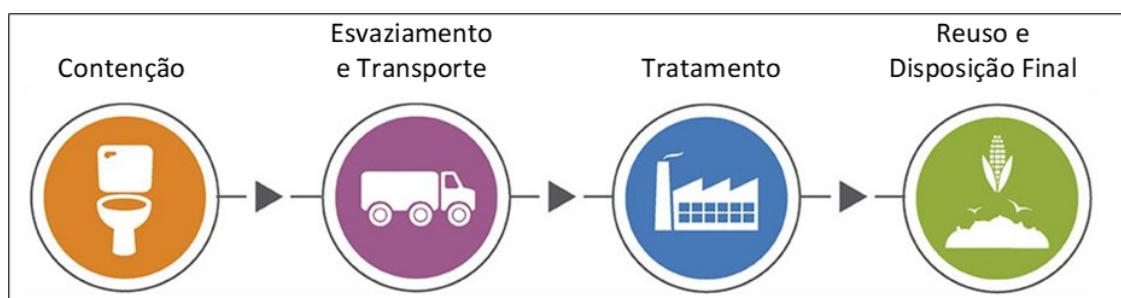 Contenção
Esvaziamento
e Transporte
Tratamento
Reuso e
Disposição Final